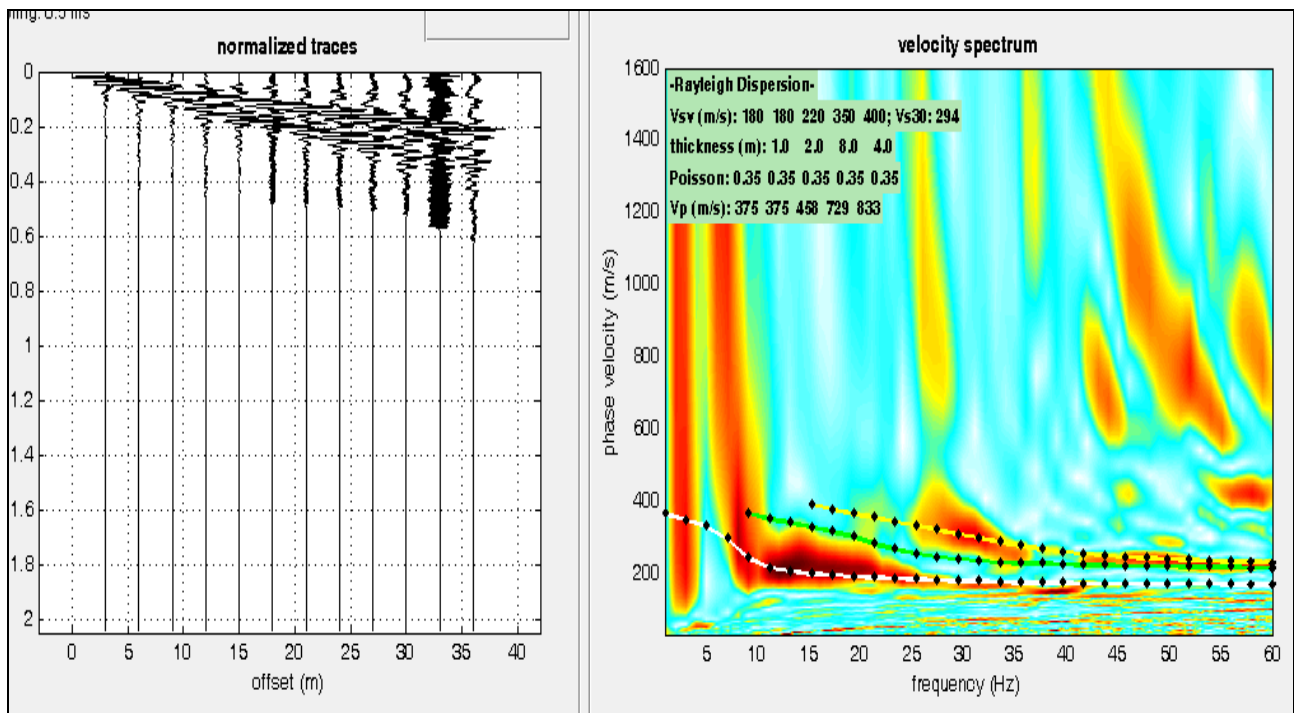 normalized traces
0
0.2
0.4
0.6
0.8
1
1.2
1.4
1.6
1.8
2
0 5 10 15 20 25 30 35 40
offset (m)
velocity spectrum
-Rayleigh Dispersion-
Vsv (m/s): 180 180 220 350 400; Vs30: 294
thickness (m): 1.0 2.0 8.0 4.0
Poisson: 0.35 0.35 0.35 0.35 0.35
Vp (m/s): 375 375 458 729 833
1600
1400
1200
1000
800
600
400
200
phase velocity (m/s)
5 10 15 20 25 30 35 40 45 50 55 60
frequency (Hz)